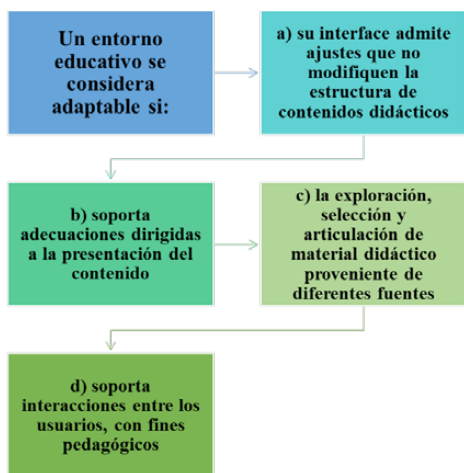 Un entorno
educativo se
considera
adaptable si:
a) su interface admite
ajustes que no
modifiquen la
estructura de
contenidos didácticos
b) soporta
adecuaciones dirigidas
a la presentación del
contenido
c) la exploración,
selección y
articulación de
material didáctico
proveniente de
diferentes fuentes
d) soporta
interacciones entre los
usuarios, con fines
pedagógicos